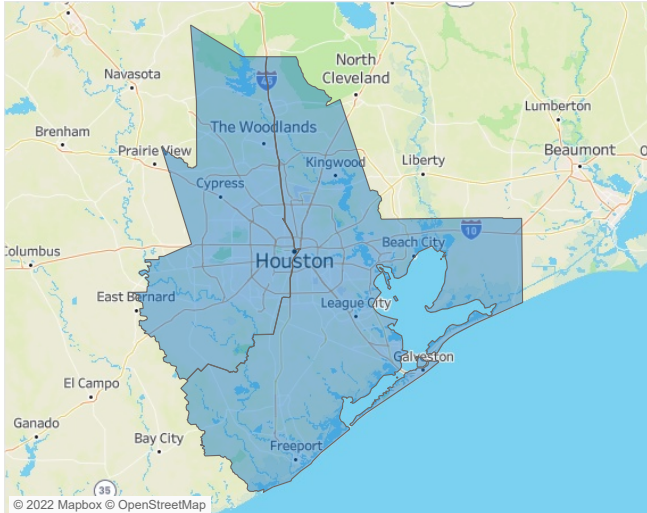 North
Cleveland
Navasota
45
Lumberton
Brenham
The Woodlands
Prairie View
Beaumont
Kingwood
Liberty
Cypress
10
Columbus
Beach City
Houston
East Bernard
League City
Galveston
El Campo
Ganado
Bay City
Freeport
35
© 2022 Mapbox © OpenStreetMap